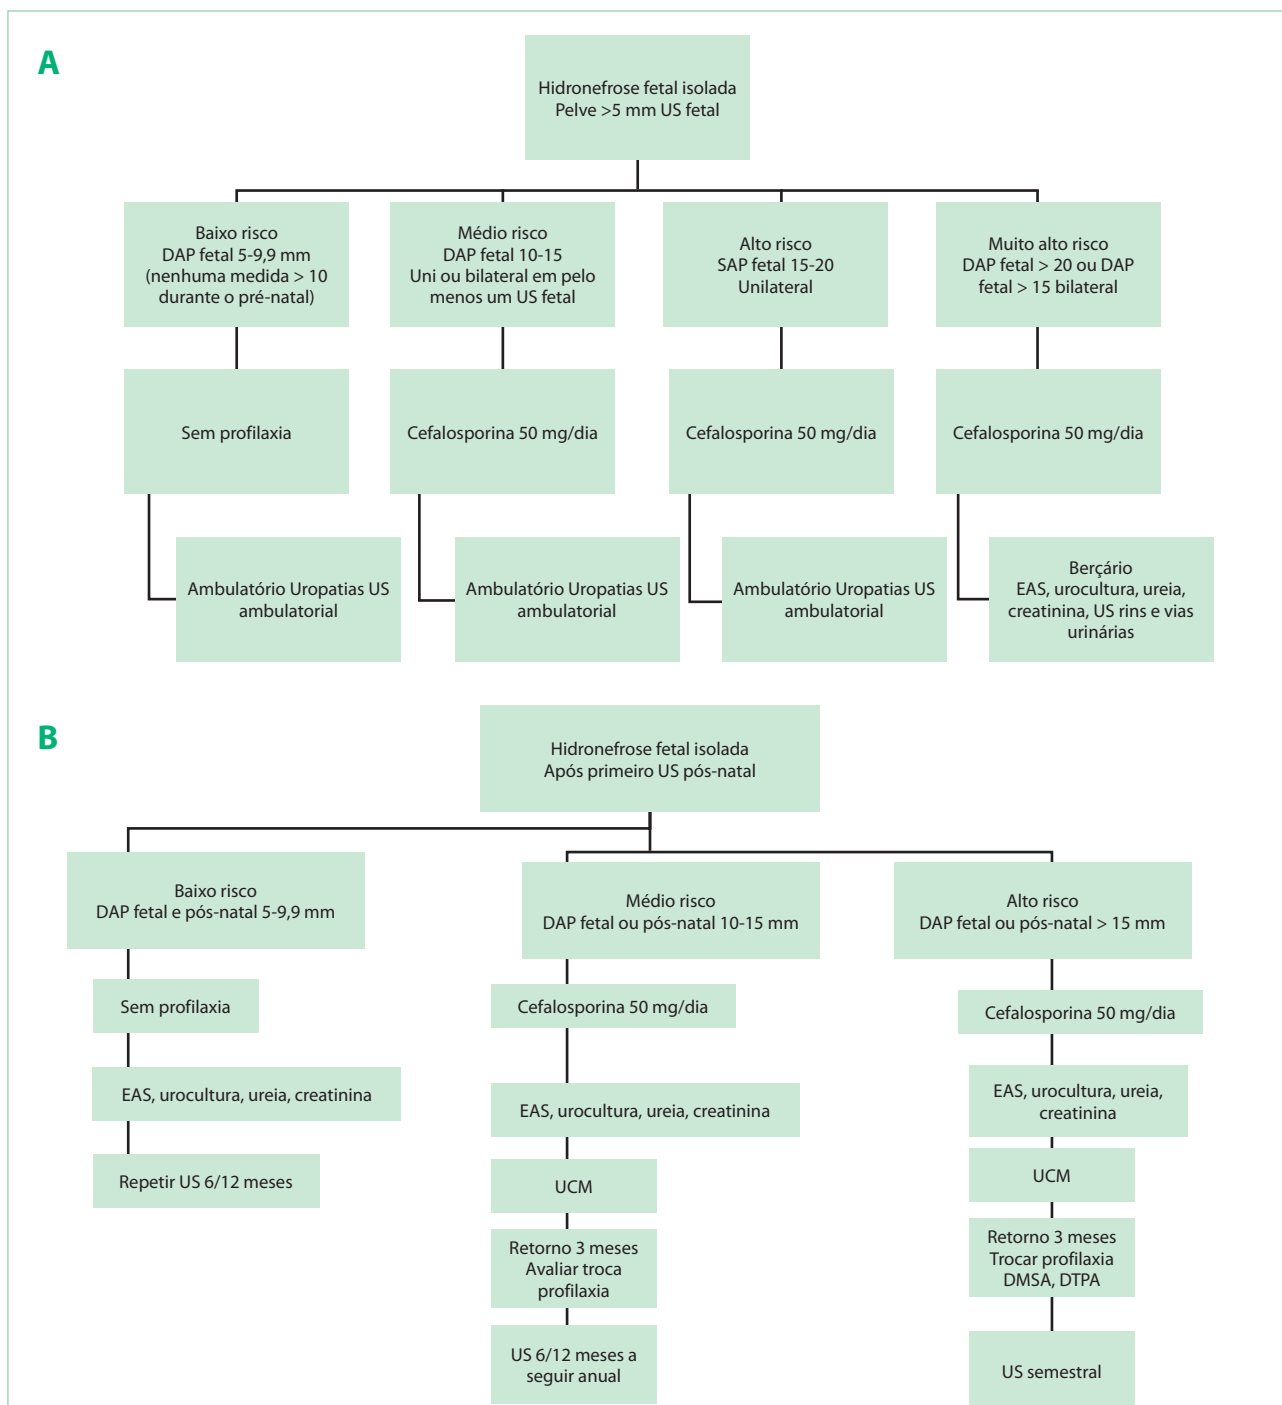 A
Hidronefrose fetal isolada
Pelve >5 mm US fetal
Baixo risco
DAP fetal 5-9,9 mm
(nenhuma medida > 10
durante o pré-natal)
Médio risco
DAP fetal 10-15
Uni ou bilateral em pelo
menos um US fetal
Alto risco
SAP fetal 15-20
Unilateral
Muito alto risco
DAP fetal > 20 ou DAP
fetal > 15 bilateral
Sem profilaxia
Cefalosporina 50 mg/dia
Cefalosporina 50 mg/dia
Cefalosporina 50 mg/dia
Ambulatório Uropatias US
ambulatorial
Ambulatório Uropatias US
ambulatorial
Ambulatório Uropatias US
ambulatorial
Berçário
EAS, urocultura, ureia,
creatinina, US rins e vias
urinárias
B
Hidronefrose fetal isolada
Após primeiro US pós-natal
Baixo risco
DAP fetal e pós-natal 5-9,9 mm
Sem profilaxia
EAS, urocultura, ureia, creatinina
Repetir US 6/12 meses
Médio risco
DAP fetal ou pós-natal 10-15 mm
Cefalosporina 50 mg/dia
EAS, urocultura, ureia, creatinina
UCM
Retorno 3 meses
Avaliar troca
profilaxia
US 6/12 meses a
seguir anual
Alto risco
DAP fetal ou pós-natal > 15 mm
Cefalosporina 50 mg/dia
EAS, urocultura, ureia,
creatinina
UCM
Retorno 3 meses
Trocar profilaxia
DMSA, DTPA
US semestral